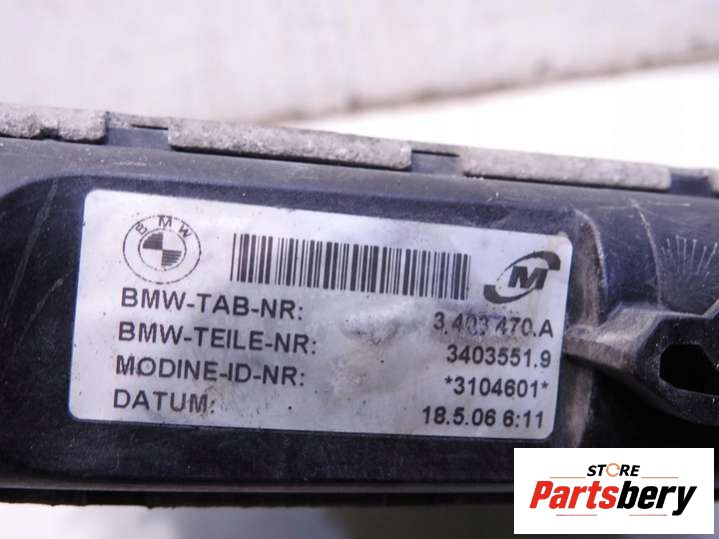 BMW
M
BMW-TAB-NR: 3.403 470.A
BMW-TEILE-NR: 3403551.9
MODINE-ID-NR: *3104601*
DATUM: 18.5.06 6:11
STORE
Partsbery